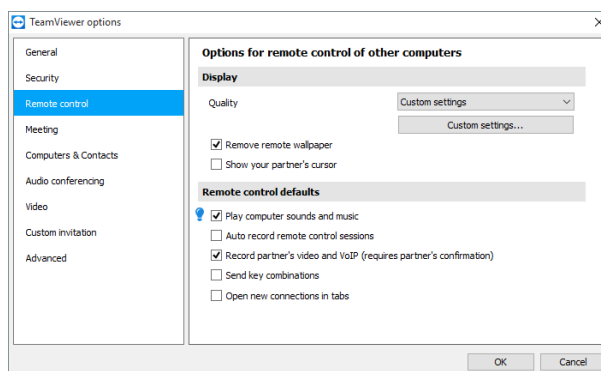 TeamViewer options
General
Security
Remote control
Meeting
Computers & Contacts
Audio conferencing
Video
Custom invitation
Advanced
Options for remote control of other computers
Display
Quality
Custom settings
Custom settings...
Remove remote wallpaper
Show your partner's cursor
Remote control defaults
Play computer sounds and music
Auto record remote control sessions
Record partner's video and VoIP (requires partner's confirmation)
Send key combinations
Open new connections in tabs
OK
Cancel